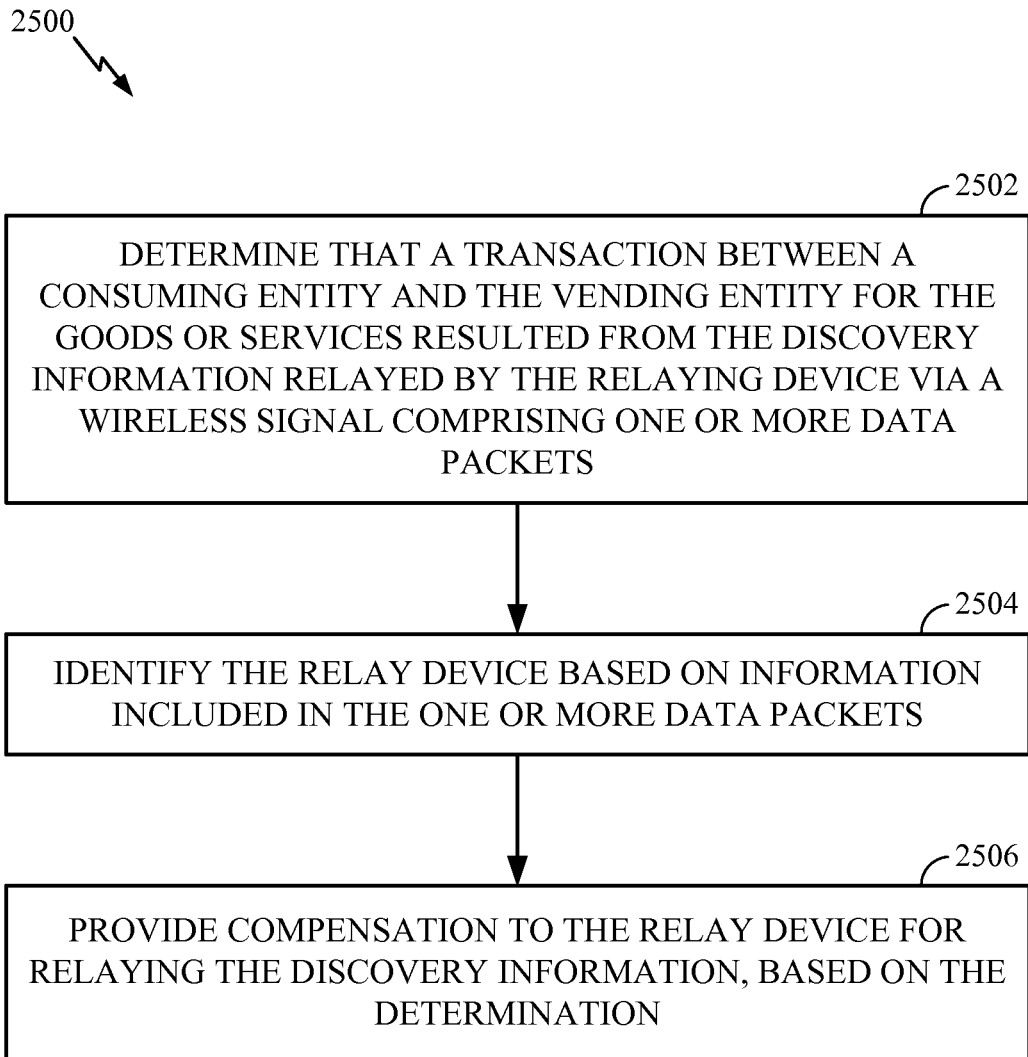 2500
2502
DETERMINE THAT A TRANSACTION BETWEEN A
CONSUMING ENTITY AND THE VENDING ENTITY FOR THE
GOODS OR SERVICES RESULTED FROM THE DISCOVERY
INFORMATION RELAYED BY THE RELAYING DEVICE VIA A
WIRELESS SIGNAL COMPRISING ONE OR MORE DATA
PACKETS
2504
IDENTIFY THE RELAY DEVICE BASED ON INFORMATION
INCLUDED IN THE ONE OR MORE DATA PACKETS
2506
PROVIDE COMPENSATION TO THE RELAY DEVICE FOR
RELAYING THE DISCOVERY INFORMATION, BASED ON THE
DETERMINATION